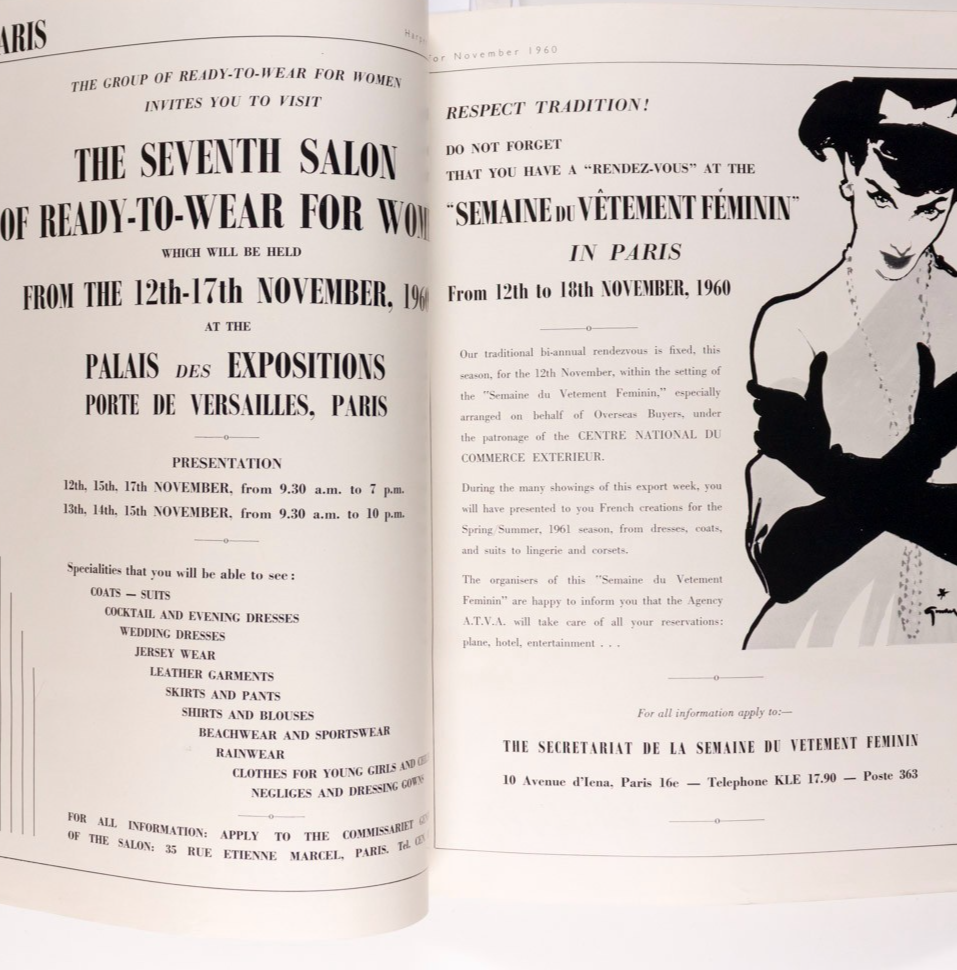 ARIS
THE GROUP OF READY-TO-WEAR FOR WOMEN
INVITES YOU TO VISIT
THE SEVENTH SALON
OF READY-TO-WEAR FOR
WHICH WILL BE HELD
FROM THE 12th-17th NOVEMBER,
AT THE
PALAIS DES EXPOSITIONS
PORTE DE VERSAILLES, PARIS
PRESENTATION
12th, 15th, 17th NOVEMBER, from 9.30 a.m. to 7 p.m.
13th, 14th, 15th NOVEMBER, from 9.30 a.m. to 10 p.m.
Specialities that you will be able to see:
COATS — SUITS
COCKTAIL AND EVENING DRESSES
WEDDING DRESSES
JERSEY WEAR
LEATHER GARMENTS
SKIRTS AND PANTS
SHIRTS AND BLOUSES
BEACHWEAR AND SPORTSWEAR
RAINWEAR
CLOTHES FOR YOUNG GIRLS AND
NEGLIGES AND DRESSING GOWNS
FOR ALL INFORMATION: APPLY TO THE COMMISSARIET
OF THE SALON: 35 RUE ETIENNE MARCEL, PARIS. Tel.
for November 1960
RESPECT TRADITION!
DO NOT FORGET
THAT YOU HAVE A “RENDEZ-VOUS” AT THE
“SEMAINE DU VÊTEMENT FÉMININ”
IN PARIS
From 12th to 18th NOVEMBER, 1960
Our traditional bi-annual rendezvous is fixed, this
season, for the 12th November, within the setting of
the "Semaine du Vetement Feminin," especially
arranged on behalf of Overseas Buyers, under
the patronage of the CENTRE NATIONAL DU
COMMERCE EXTERIEUR.
During the many showings of this export week, you
will have presented to you French creations for the
Spring/Summer, 1961 season, from dresses, coats,
and suits to lingerie and corsets.
The organisers of this "Semaine du Vetement
Feminin" are happy to inform you that the Agency
A.T.V.A. will take care of all your reservations:
plane, hotel, entertainment . . .
For all information apply to:—
THE SECRETARIAT DE LA SEMAINE DU VETEMENT FEMININ
10 Avenue d'Iena, Paris 16e — Telephone KLE 17.90 — Poste 363